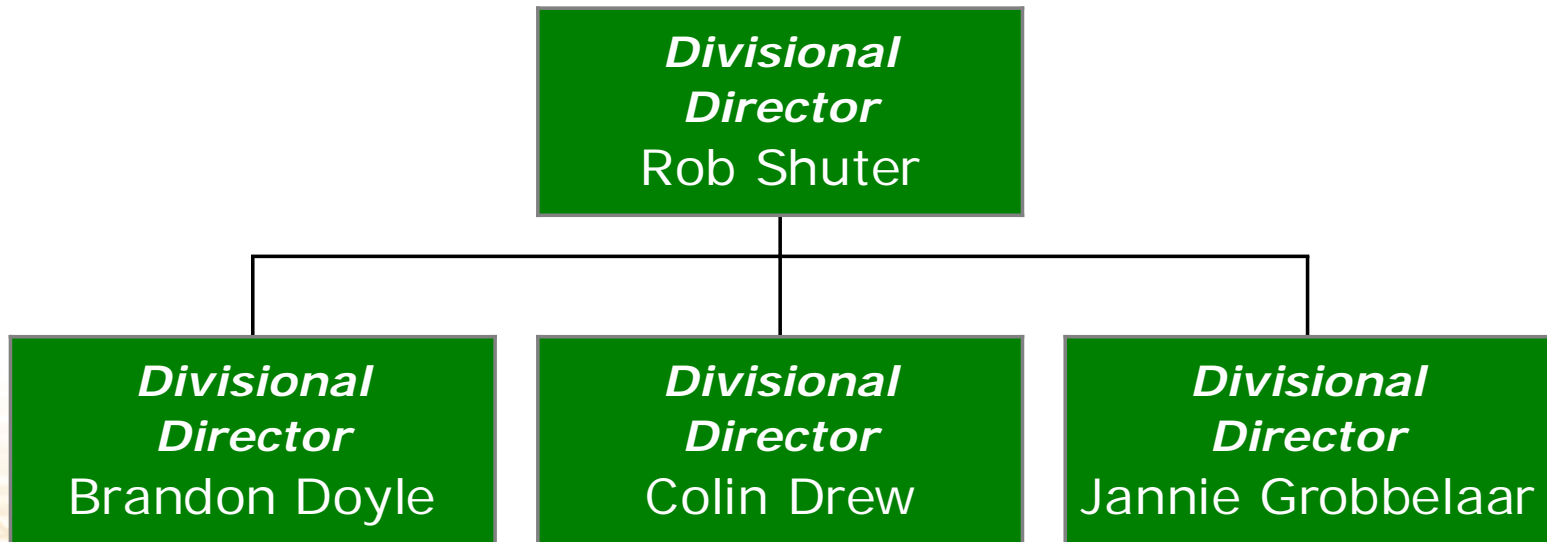 Divisional
Director
Rob Shuter
Divisional
Director
Brandon Doyle
Divisional
Director
Colin Drew
Divisional
Director
Jannie Grobbelaar